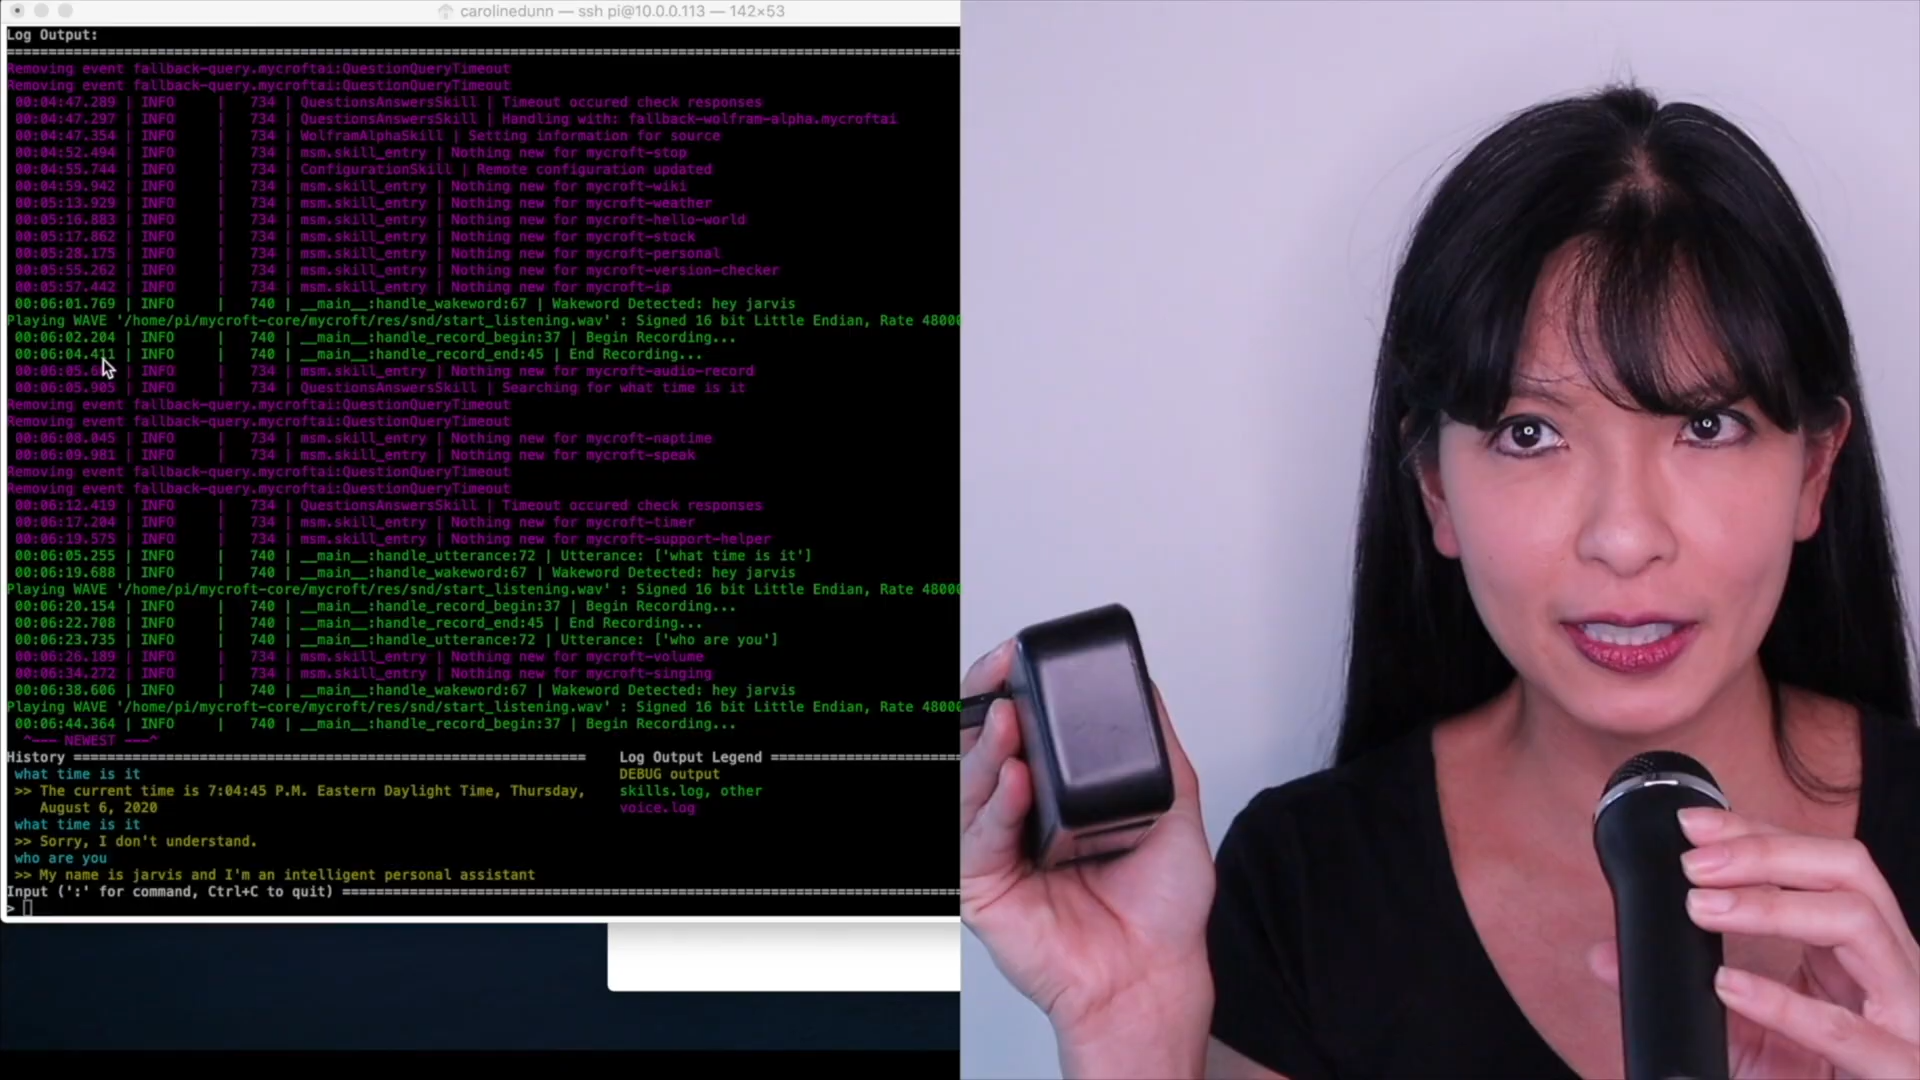 carolinedunn — ssh pi@10.0.0.113 — 142×53
Log Output:
Removing event fallback-query.mycroftai:QuestionQueryTimeout
Removing event fallback-query.mycroftai:QuestionQueryTimeout
00:04:47.289 | INFO | 734 | QuestionsAnswersSkill | Timeout occured check responses
00:04:47.297 | INFO | 734 | QuestionsAnswersSkill | Handling with: fallback-wolfram-alpha.mycroftai
00:04:47.354 | INFO | 734 | WolframAlphaSkill | Setting information for source
00:04:52.494 | INFO | 734 | msm.skill_entry | Nothing new for mycroft-stop
00:04:55.744 | INFO | 734 | ConfigurationSkill | Remote configuration updated
00:04:59.942 | INFO | 734 | msm.skill_entry | Nothing new for mycroft-wiki
00:05:13.929 | INFO | 734 | msm.skill_entry | Nothing new for mycroft-weather
00:05:16.883 | INFO | 734 | msm.skill_entry | Nothing new for mycroft-hello-world
00:05:17.862 | INFO | 734 | msm.skill_entry | Nothing new for mycroft-stock
00:05:28.175 | INFO | 734 | msm.skill_entry | Nothing new for mycroft-personal
00:05:55.262 | INFO | 734 | msm.skill_entry | Nothing new for mycroft-version-checker
00:05:57.442 | INFO | 734 | msm.skill_entry | Nothing new for mycroft-ip
00:06:01.769 | INFO | 740 | __main__:handle_wakeword:67 | Wakeword Detected: hey jarvis
Playing WAVE '/home/pi/mycroft-core/mycroft/res/snd/start_listening.wav' : Signed 16 bit Little Endian, Rate 48000
00:06:02.204 | INFO | 740 | __main__:handle_record_begin:37 | Begin Recording...
00:06:04.411 | INFO | 740 | __main__:handle_record_end:45 | End Recording...
| INFO | 734 | msm.skill_entry | Nothing new for mycroft-audio-record
00:06:05.905 | INFO | 734 | QuestionsAnswersSkill | Searching for what time is it
Removing event fallback-query.mycroftai:QuestionQueryTimeout
Removing event fallback-query.mycroftai:QuestionQueryTimeout
00:06:08.045 | INFO | 734 | msm.skill_entry | Nothing new for mycroft-naptime
00:06:09.981 | INFO | 734 | msm.skill_entry | Nothing new for mycroft-speak
Removing event fallback-query.mycroftai:QuestionQueryTimeout
Removing event fallback-query.mycroftai:QuestionQueryTimeout
00:06:12.419 | INFO | 734 | QuestionsAnswersSkill | Timeout occured check responses
00:06:17.204 | INFO | 734 | msm.skill_entry | Nothing new for mycroft-timer
00:06:19.575 | INFO | 734 | msm.skill_entry | Nothing new for mycroft-support-helper
00:06:05.255 | INFO | 740 | __main__:handle_utterance:72 | Utterance: ['what time is it']
00:06:19.688 | INFO | 740 | __main__:handle_wakeword:67 | Wakeword Detected: hey jarvis
Playing WAVE '/home/pi/mycroft-core/mycroft/res/snd/start_listening.wav' : Signed 16 bit Little Endian, Rate 48000
00:06:20.154 | INFO | 740 | __main__:handle_record_begin:37 | Begin Recording...
00:06:22.708 | INFO | 740 | __main__:handle_record_end:45 | End Recording...
00:06:23.735 | INFO | 740 | __main__:handle_utterance:72 | Utterance: ['who are you']
00:06:26.189 | INFO | 734 | msm.skill_entry | Nothing new for mycroft-volume
00:06:34.272 | INFO | 734 | msm.skill_entry | Nothing new for mycroft-singing
00:06:38.606 | INFO | 740 | __main__:handle_wakeword:67 | Wakeword Detected: hey jarvis
Playing WAVE '/home/pi/mycroft-core/mycroft/res/snd/start_listening.wav' : Signed 16 bit Little Endian, Rate 48000
00:06:44.364 | INFO | 740 | __main__:handle_record_begin:37 | Begin Recording...
^--- NEWEST ---^
History
what time is it
>> The current time is 7:04:45 P.M. Eastern Daylight Time, Thursday,
August 6, 2020
what time is it
>> Sorry, I don't understand.
who are you
>> My name is jarvis and I'm an intelligent personal assistant
Log Output Legend
DEBUG output
skills.log, other
voice.log
Input (':' for command, Ctrl+C to quit)
>